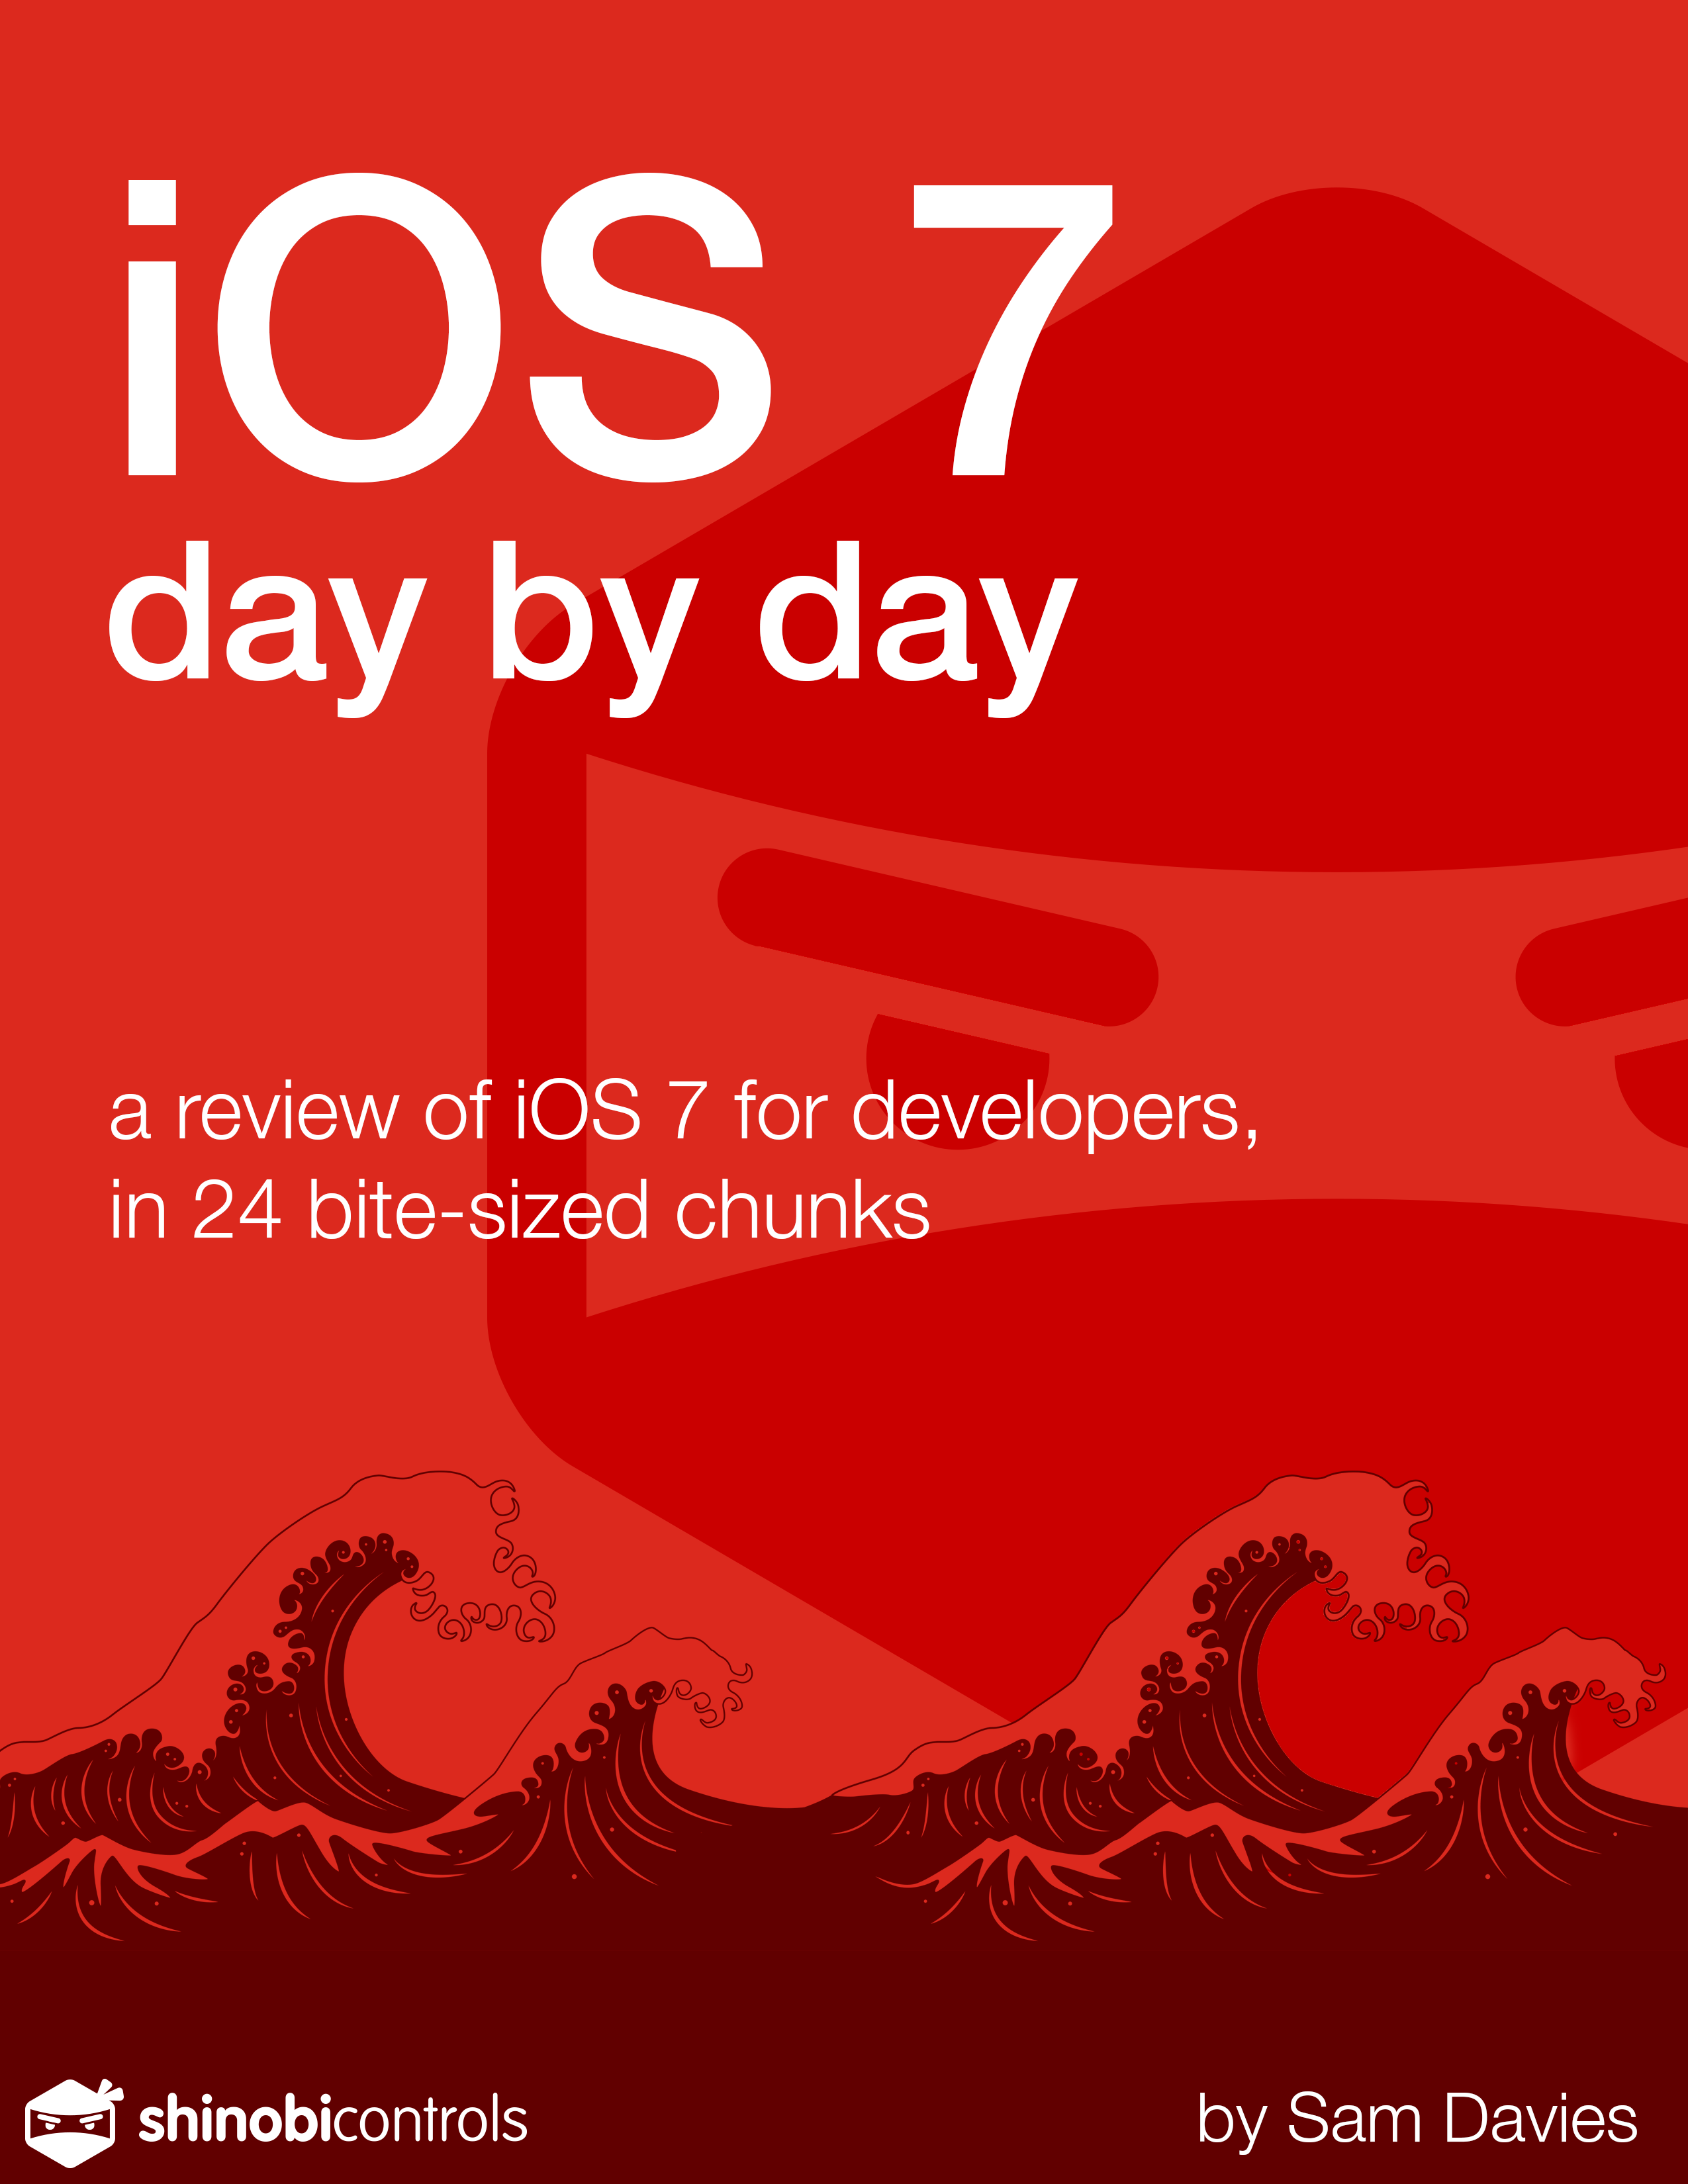 iOS 7
day by day
a review of iOS 7 for developers,
in 24 bite-sized chunks
shinobicontrols
by Sam Davies